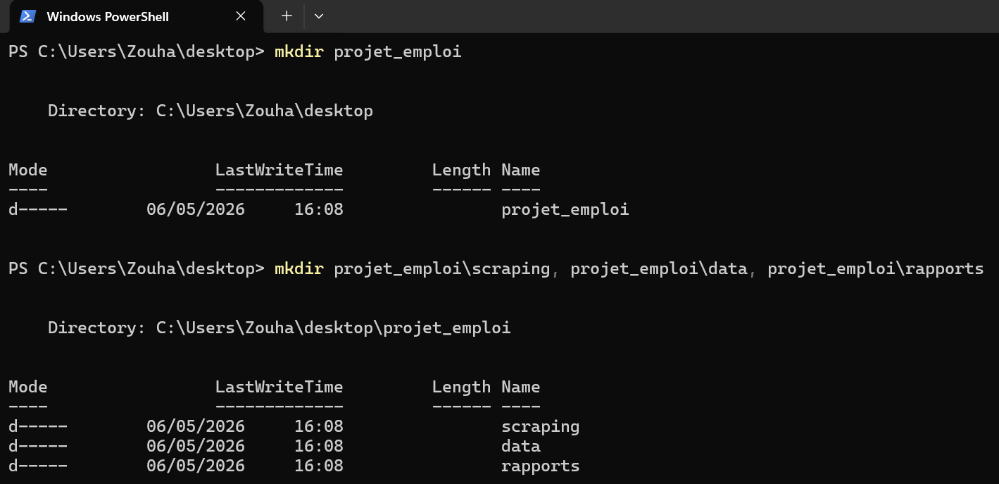 Windows PowerShell
PS C:\Users\Zouha\desktop> mkdir projet_emploi
    Directory: C:\Users\Zouha\desktop
Mode                 LastWriteTime         Length Name
----                 -------------         ------ ----
d-----        06/05/2026     16:08                projet_emploi
PS C:\Users\Zouha\desktop> mkdir projet_emploi\scraping, projet_emploi\data, projet_emploi\rapports
    Directory: C:\Users\Zouha\desktop\projet_emploi
Mode                 LastWriteTime         Length Name
----                 -------------         ------ ----
d-----        06/05/2026     16:08                scraping
d-----        06/05/2026     16:08                data
d-----        06/05/2026     16:08                rapports